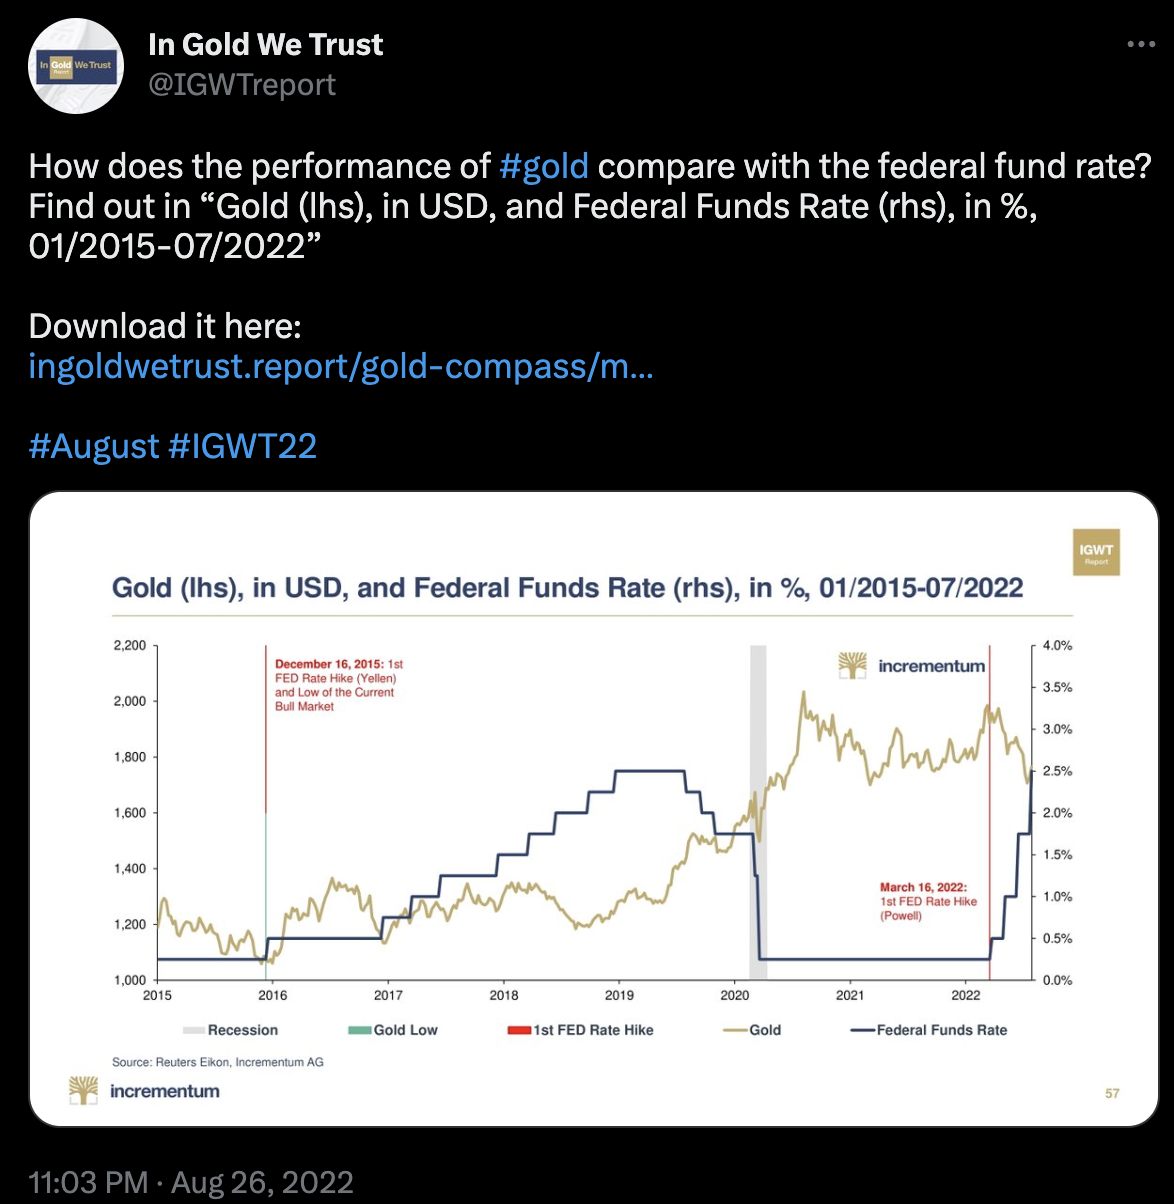 In Gold We Trust
Report
In Gold We Trust
@IGWTreport
How does the performance of #gold compare with the federal fund rate?
Find out in “Gold (lhs), in USD, and Federal Funds Rate (rhs), in %,
01/2015-07/2022”
Download it here:
ingoldwetrust.report/gold-compass/m...
#August #IGWT22
IGWT
Report
Gold (lhs), in USD, and Federal Funds Rate (rhs), in %, 01/2015-07/2022
2,200
2,000
1,800
1,600
1,400
1,200
1,000
December 16, 2015: 1st
FED Rate Hike (Yellen)
and Low of the Current
Bull Market
incrementum
March 16, 2022:
1st FED Rate Hike
(Powell)
4.0%
3.5%
3.0%
2.5%
2.0%
1.5%
1.0%
0.5%
0.0%
2015 2016 2017 2018 2019 2020 2021 2022
Recession Gold Low 1st FED Rate Hike Gold Federal Funds Rate
Source: Reuters Eikon, Incrementum AG
incrementum
57
11:03 PM · Aug 26, 2022